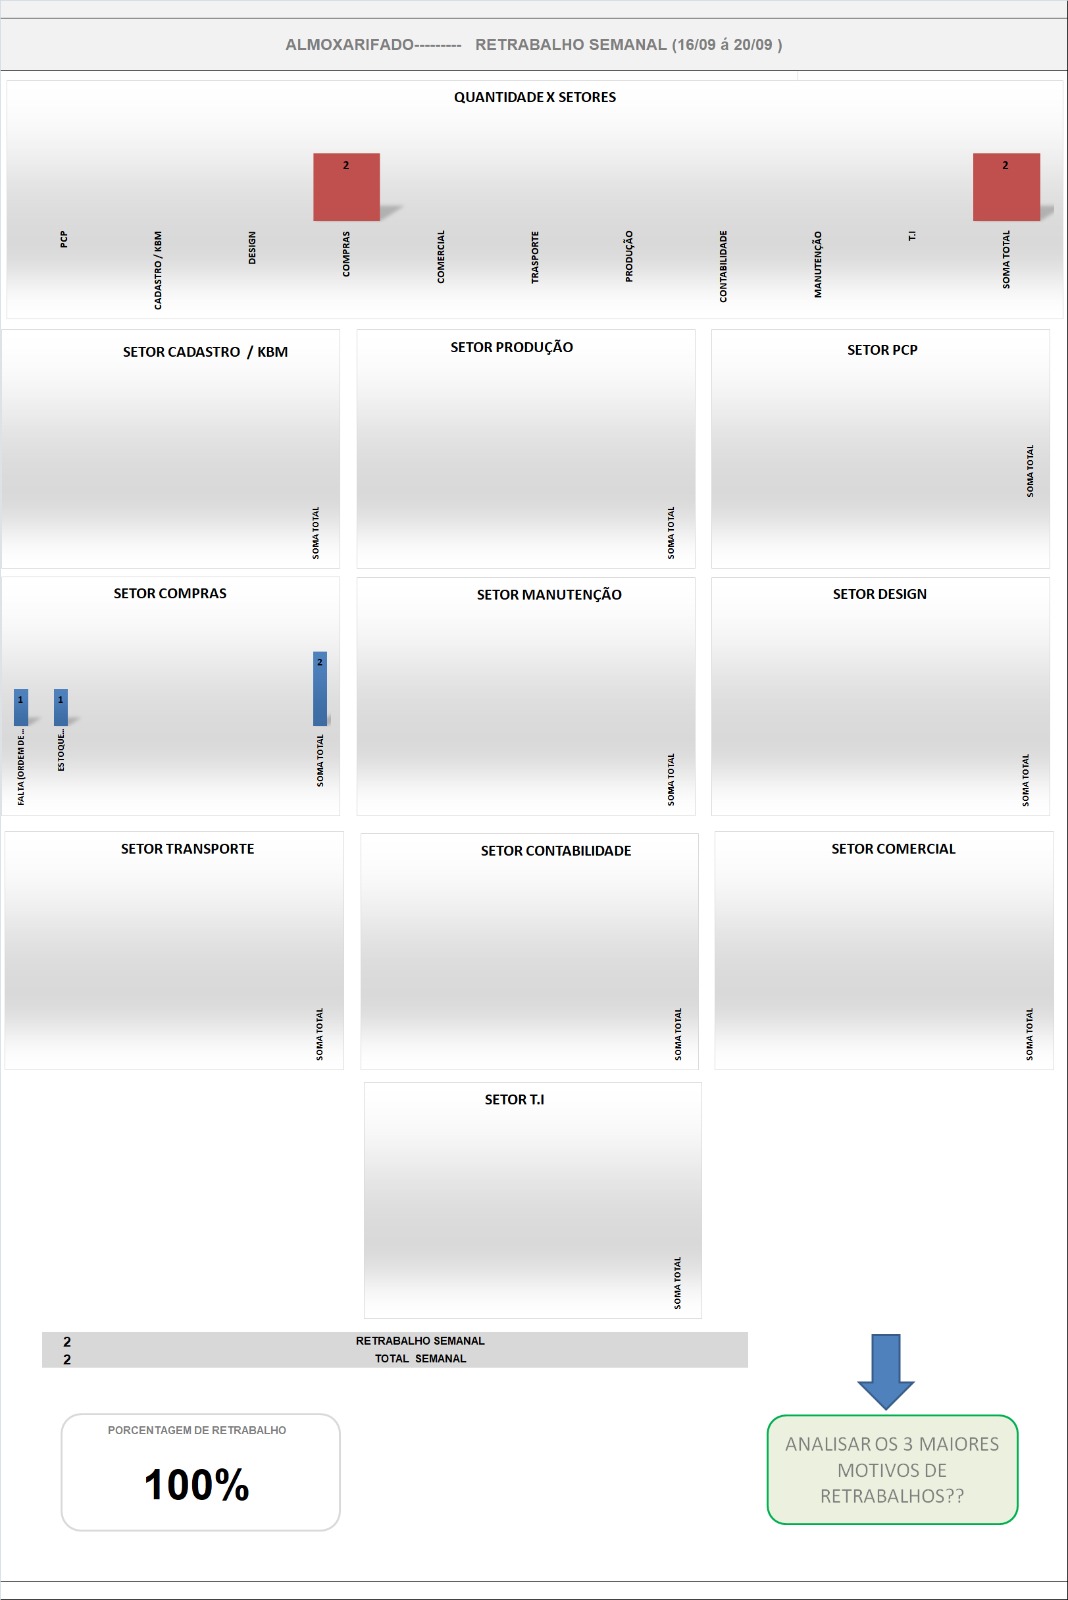 ALMOXARIFADO--------- RETRABALHO SEMANAL (16/09 á 20/09 )
QUANTIDADE X SETORES
2
2
PCP
CADASTRO / KBM
DESIGN
COMPRAS
COMERCIAL
TRASPORTE
PRODUÇÃO
CONTABILIDADE
MANUTENÇÃO
T.I
SOMA TOTAL
SETOR CADASTRO / KBM
SOMA TOTAL
SETOR PRODUÇÃO
SOMA TOTAL
SETOR PCP
SOMA TOTAL
SETOR COMPRAS
1
1
2
FALTA (ORDEM DE...
ESTOQUE...
SOMA TOTAL
SETOR MANUTENÇÃO
SOMA TOTAL
SETOR DESIGN
SOMA TOTAL
SETOR TRANSPORTE
SOMA TOTAL
SETOR CONTABILIDADE
SOMA TOTAL
SETOR COMERCIAL
SOMA TOTAL
SETOR T.I
SOMA TOTAL
2 RETRABALHO SEMANAL
2 TOTAL SEMANAL
PORCENTAGEM DE RETRABALHO
100%
ANALISAR OS 3 MAIORES
MOTIVOS DE
RETRABALHOS??